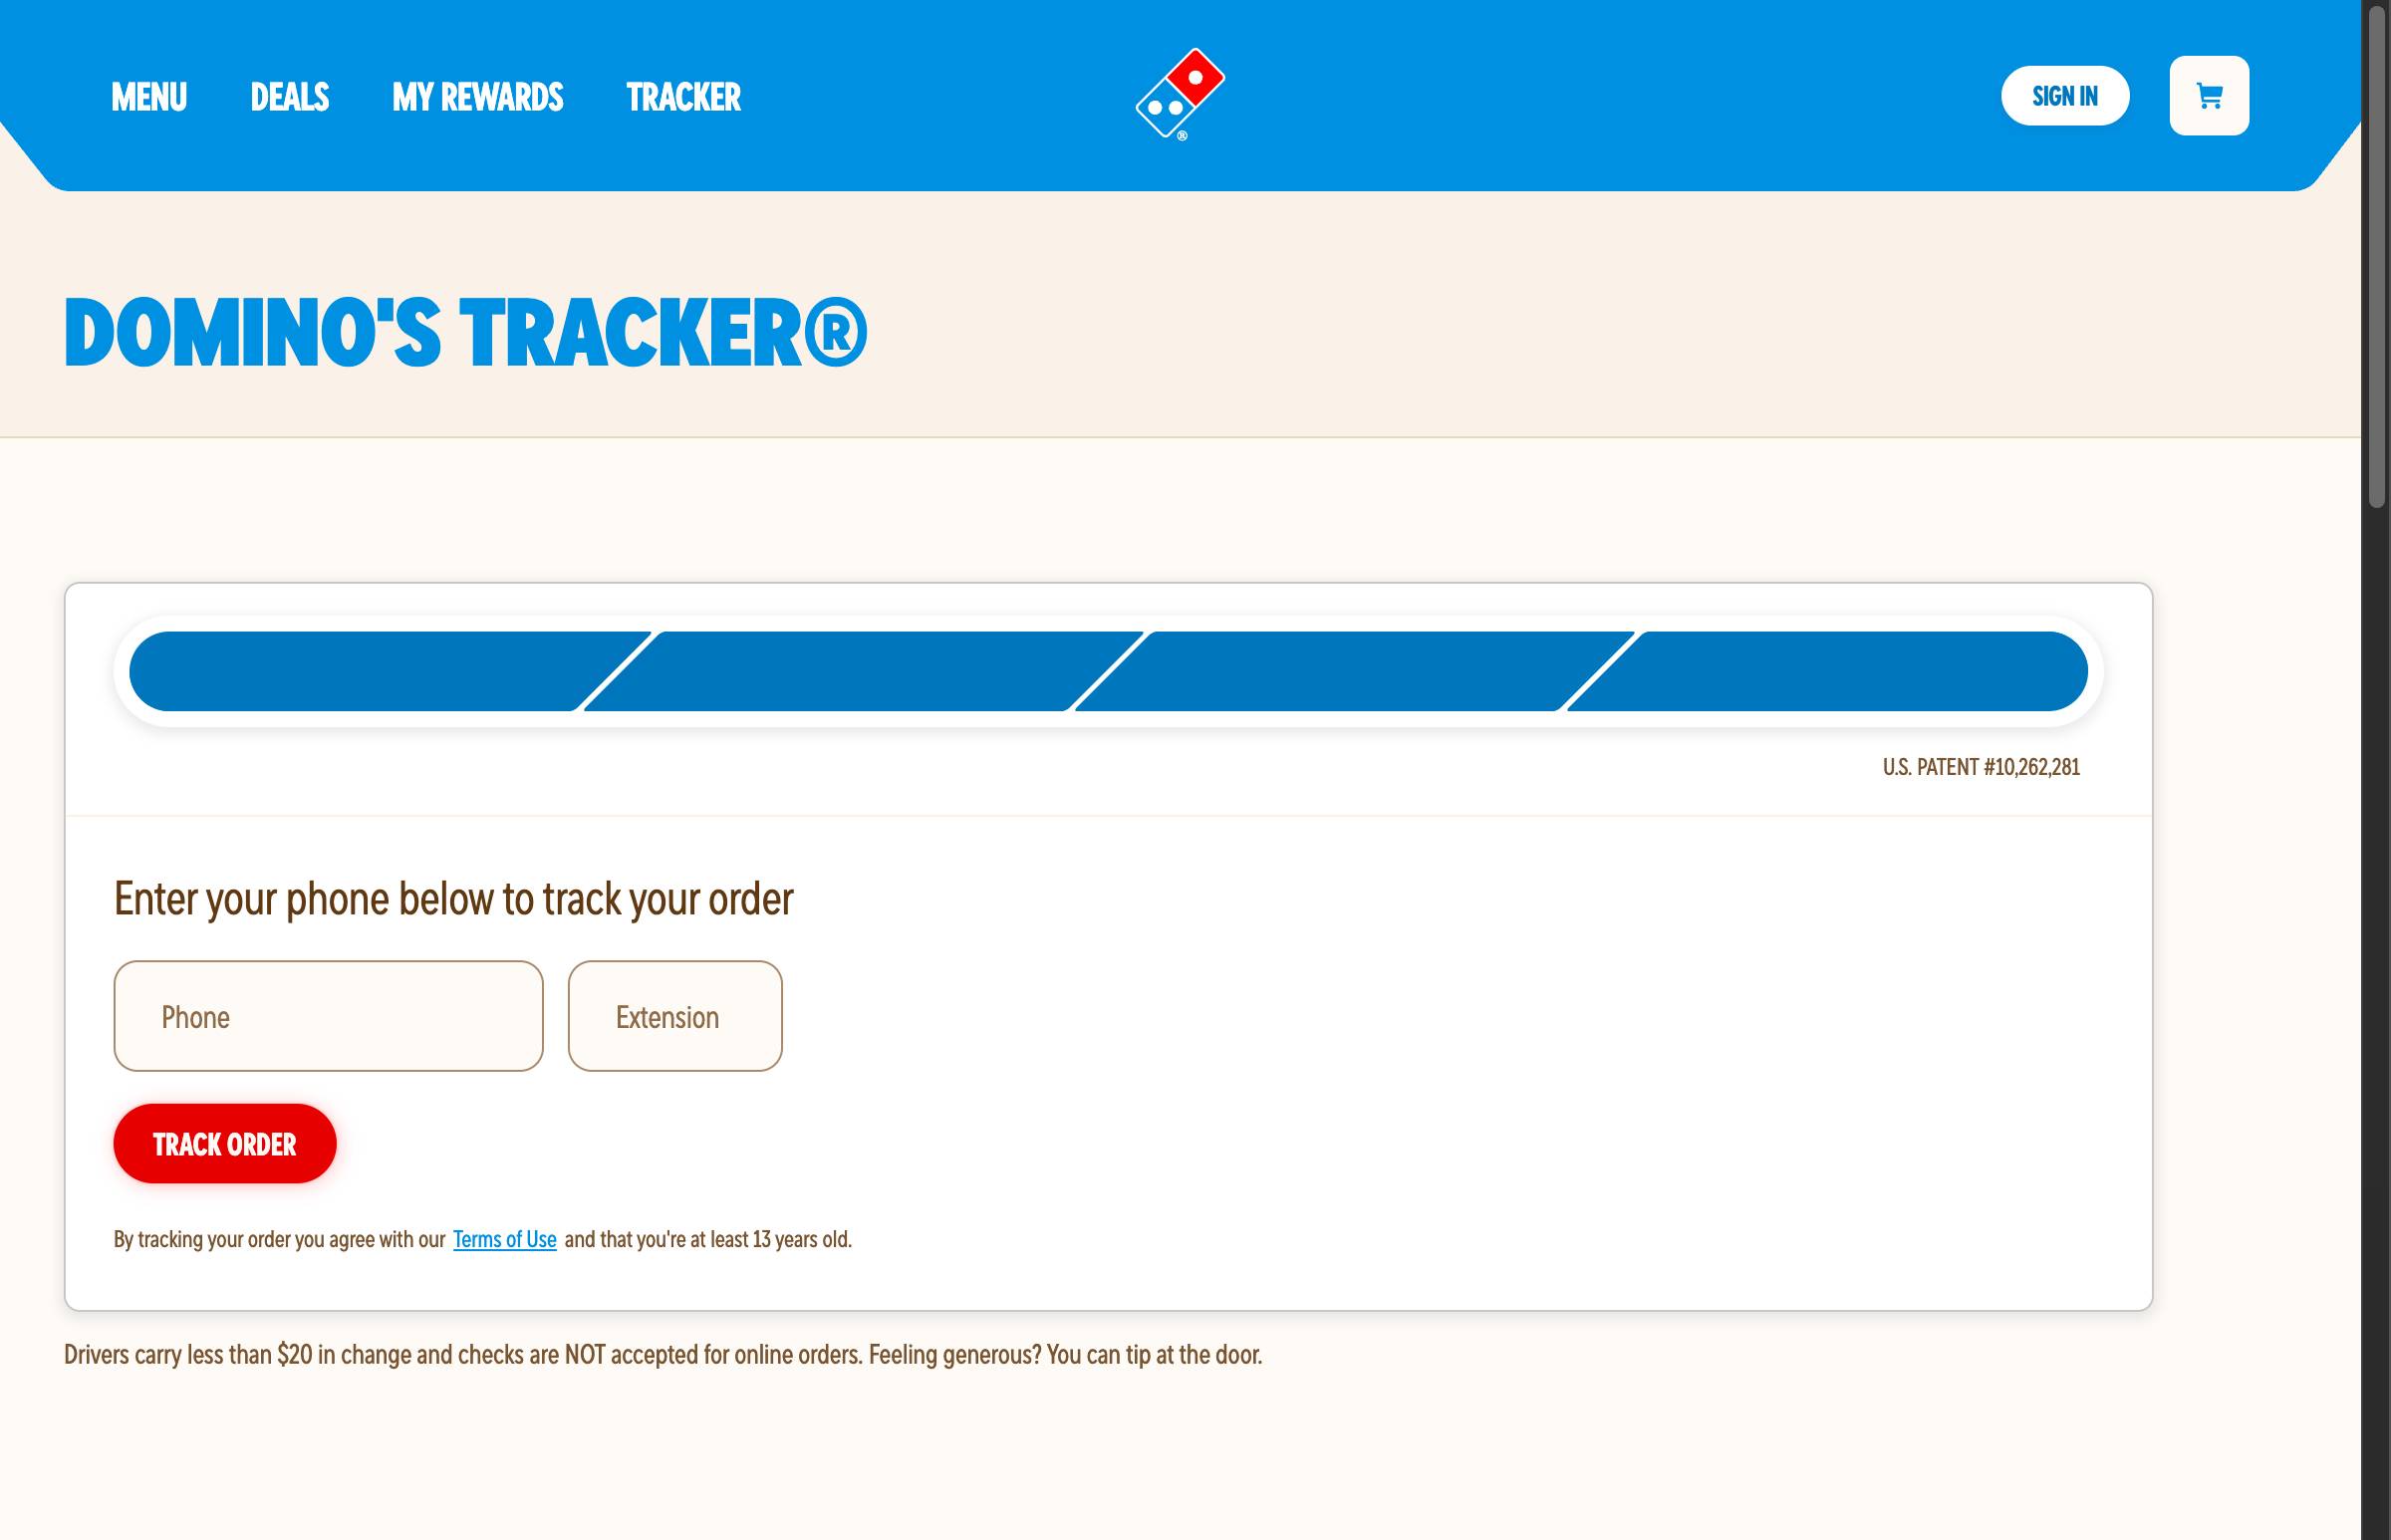 MENU DEALS MY REWARDS TRACKER
®
SIGN IN
DOMINO'S TRACKER®
U.S. PATENT #10,262,281
Enter your phone below to track your order
Phone Extension
TRACK ORDER
By tracking your order you agree with our Terms of Use and that you're at least 13 years old.
Drivers carry less than $20 in change and checks are NOT accepted for online orders. Feeling generous? You can tip at the door.